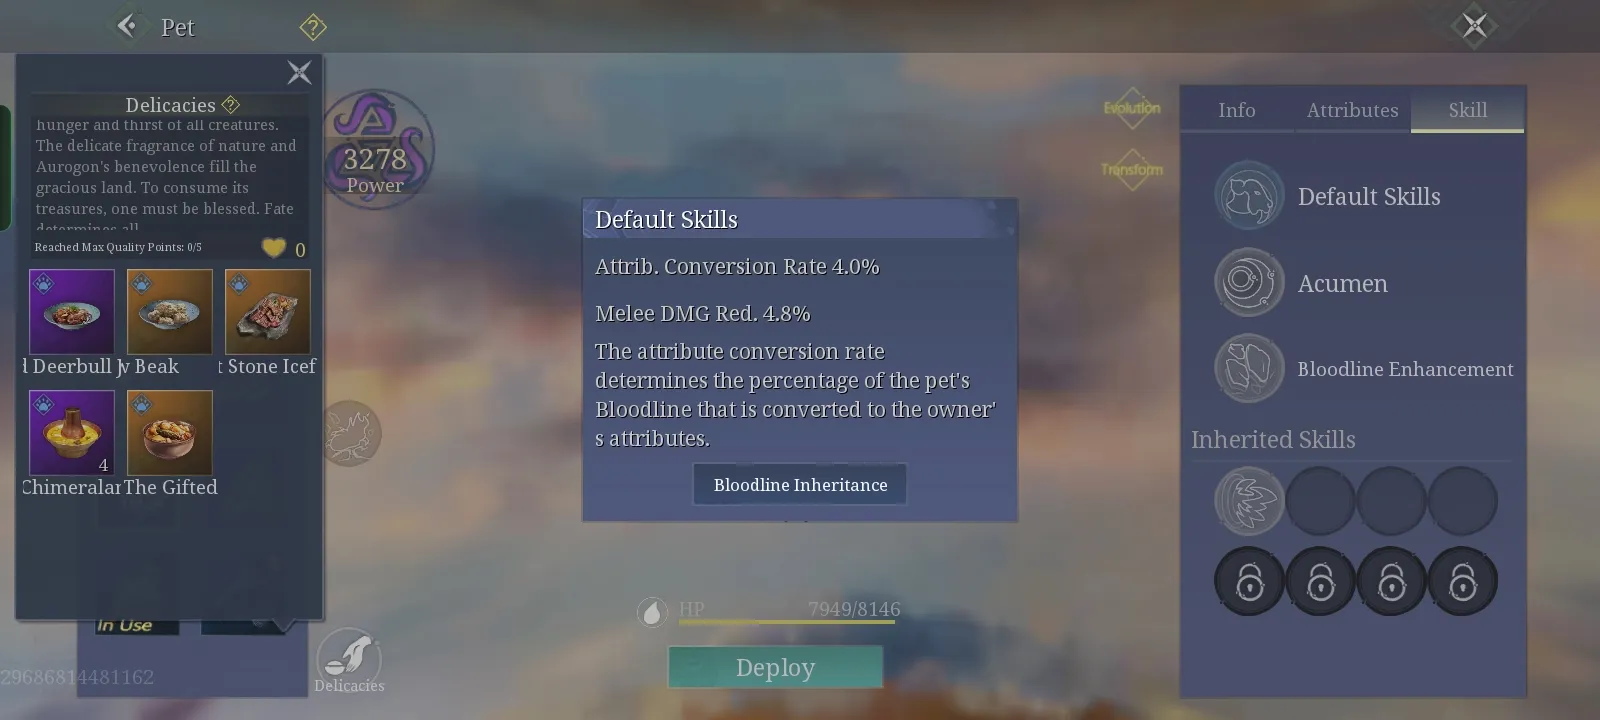 Pet
?
Delicacies ?
hunger and thirst of all creatures.
The delicate fragrance of nature and
Aurogon's benevolence fill the
gracious land. To consume its
treasures, one must be blessed. Fate
determines all
Reached Max Quality Points: 0/5
0
d Deerbull J
w Beak
t Stone Icef
4
Chimeralar
The Gifted
In Use
29686814481162
3278
Power
Delicacies
Default Skills
Attrib. Conversion Rate 4.0%
Melee DMG Red. 4.8%
The attribute conversion rate
determines the percentage of the pet's
Bloodline that is converted to the owner'
s attributes.
Bloodline Inheritance
HP 7949/8146
Deploy
Evolution
Transform
Info Attributes Skill
Default Skills
Acumen
Bloodline Enhancement
Inherited Skills